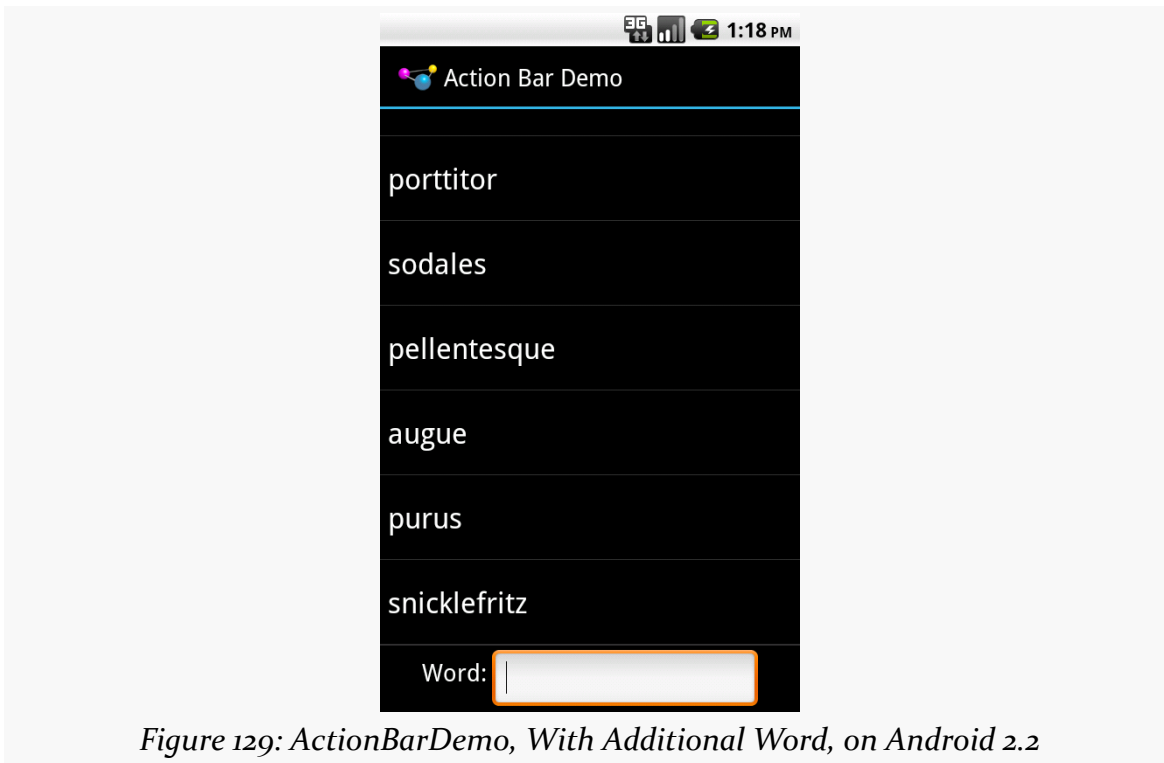 3G 1:18 PM
Action Bar Demo
porttitor
sodales
pellentesque
augue
purus
snicklefritz
Word:
Figure 129: ActionBarDemo, With Additional Word, on Android 2.2